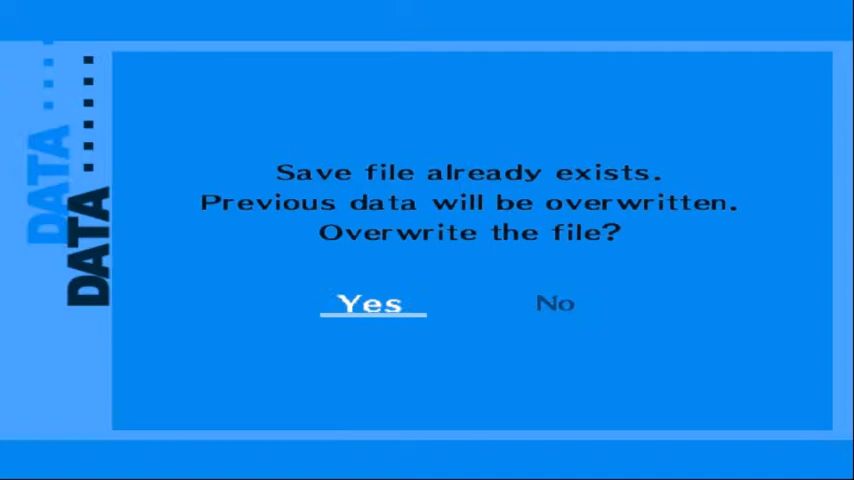 DATA ......
DATA ......
Save file already exists.
Previous data will be overwritten.
Overwrite the file?
Yes No